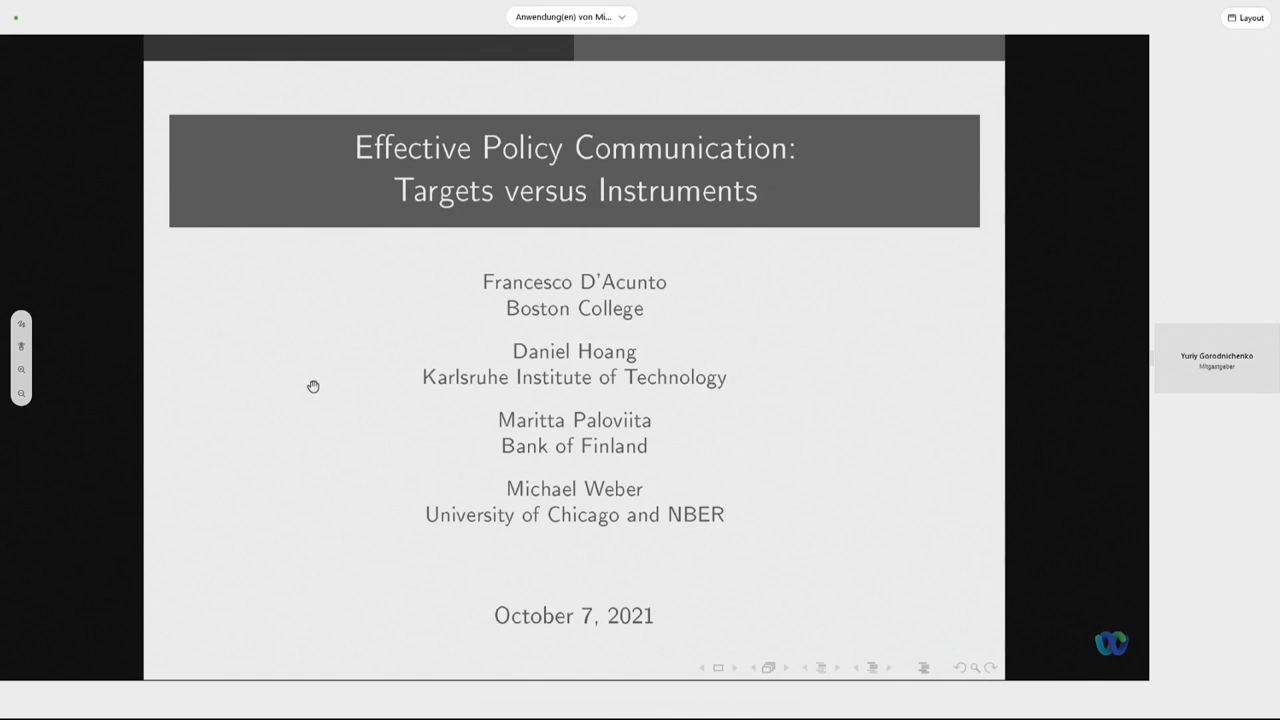 Anwendung(en) von Mi...
Layout
Effective Policy Communication:
Targets versus Instruments
Francesco D'Acunto
Boston College
Daniel Hoang
Karlsruhe Institute of Technology
Maritta Paloviita
Bank of Finland
Michael Weber
University of Chicago and NBER
October 7, 2021
Yuriy Gorodnichenko
Mitgastgeber